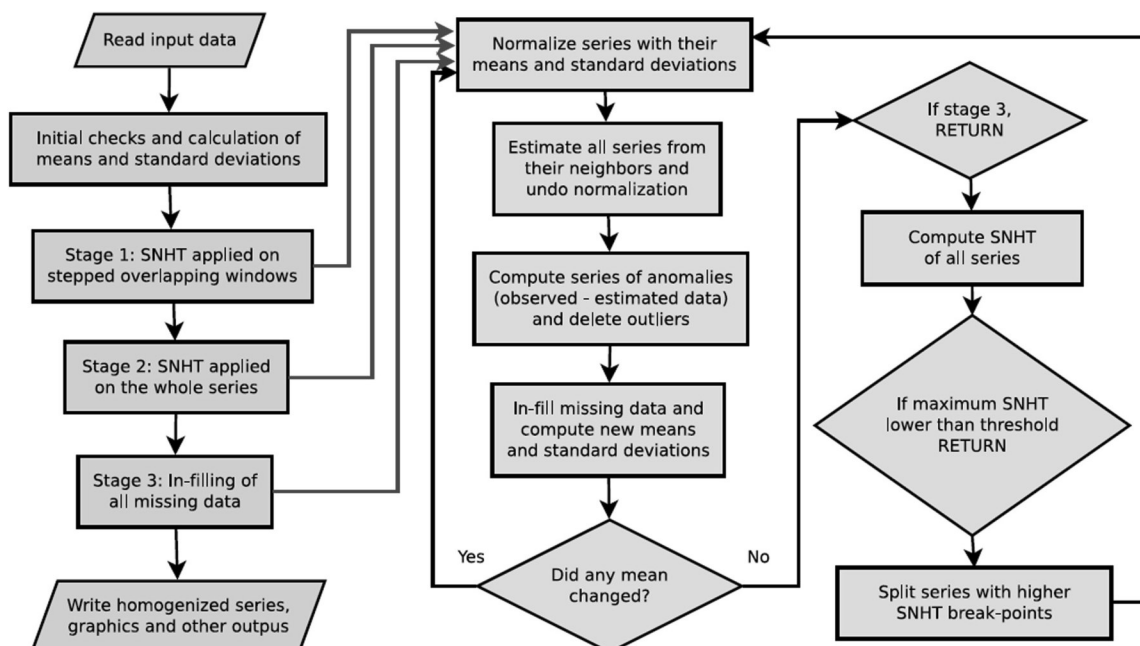 Read input data
Initial checks and calculation of
means and standard deviations
Stage 1: SNHT applied on
stepped overlapping windows
Stage 2: SNHT applied
on the whole series
Stage 3: In-filling of
all missing data
Write homogenized series,
graphics and other outpus
Normalize series with their
means and standard deviations
Estimate all series from
their neighbors and
undo normalization
Compute series of anomalies
(observed - estimated data)
and delete outliers
In-fill missing data and
compute new means
and standard deviations
Yes
No
Did any mean
changed?
If stage 3,
RETURN
Compute SNHT
of all series
If maximum SNHT
lower than threshold
RETURN
Split series with higher
SNHT break-points